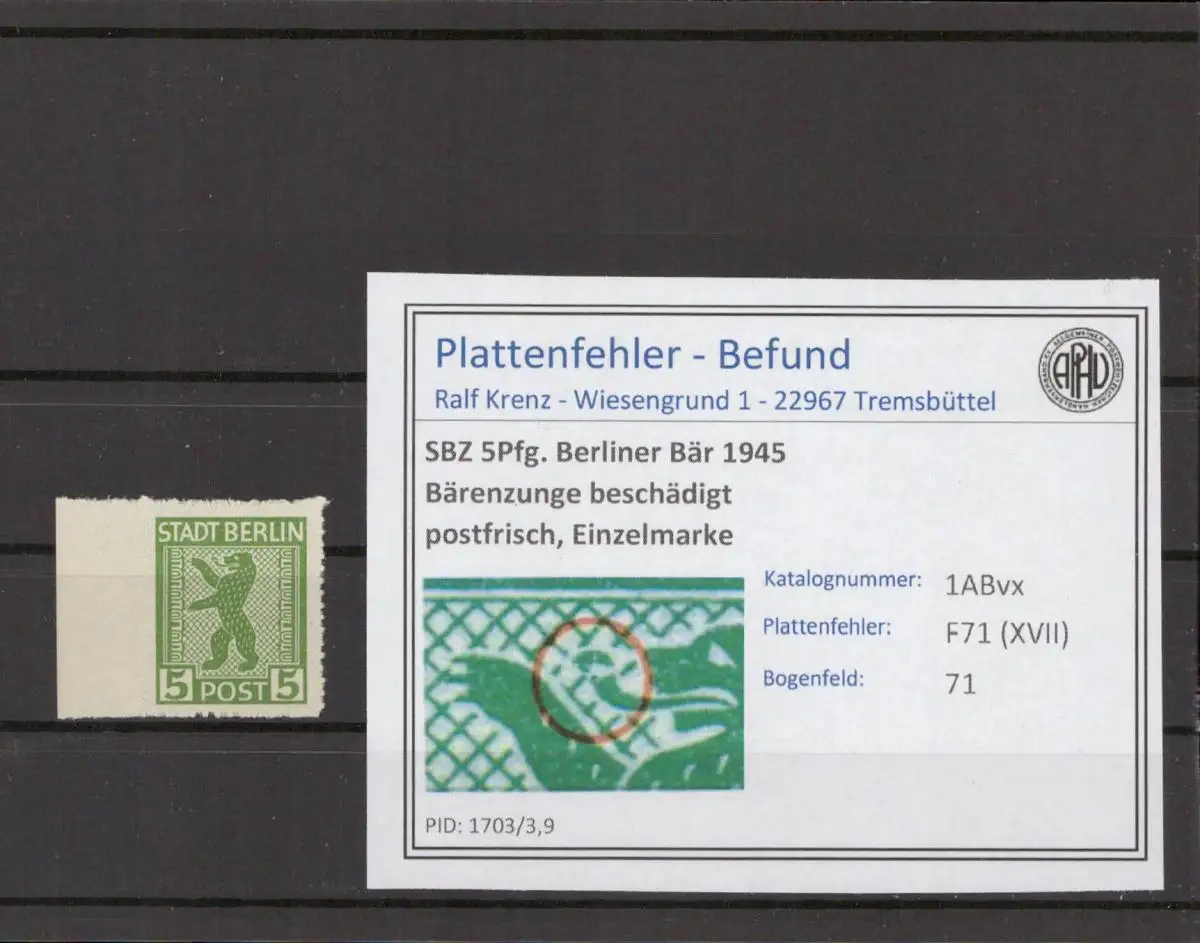 STADT BERLIN
5 POST 5
Plattenfehler - Befund
Ralf Krenz - Wiesengrund 1 - 22967 Tremsbüttel
APHV
SBZ 5Pfg. Berliner Bär 1945
Bärenzunge beschädigt
postfrisch, Einzelmarke
Katalognummer: 1ABvx
Plattenfehler: F71 (XVII)
Bogenfeld: 71
PID: 1703/3,9